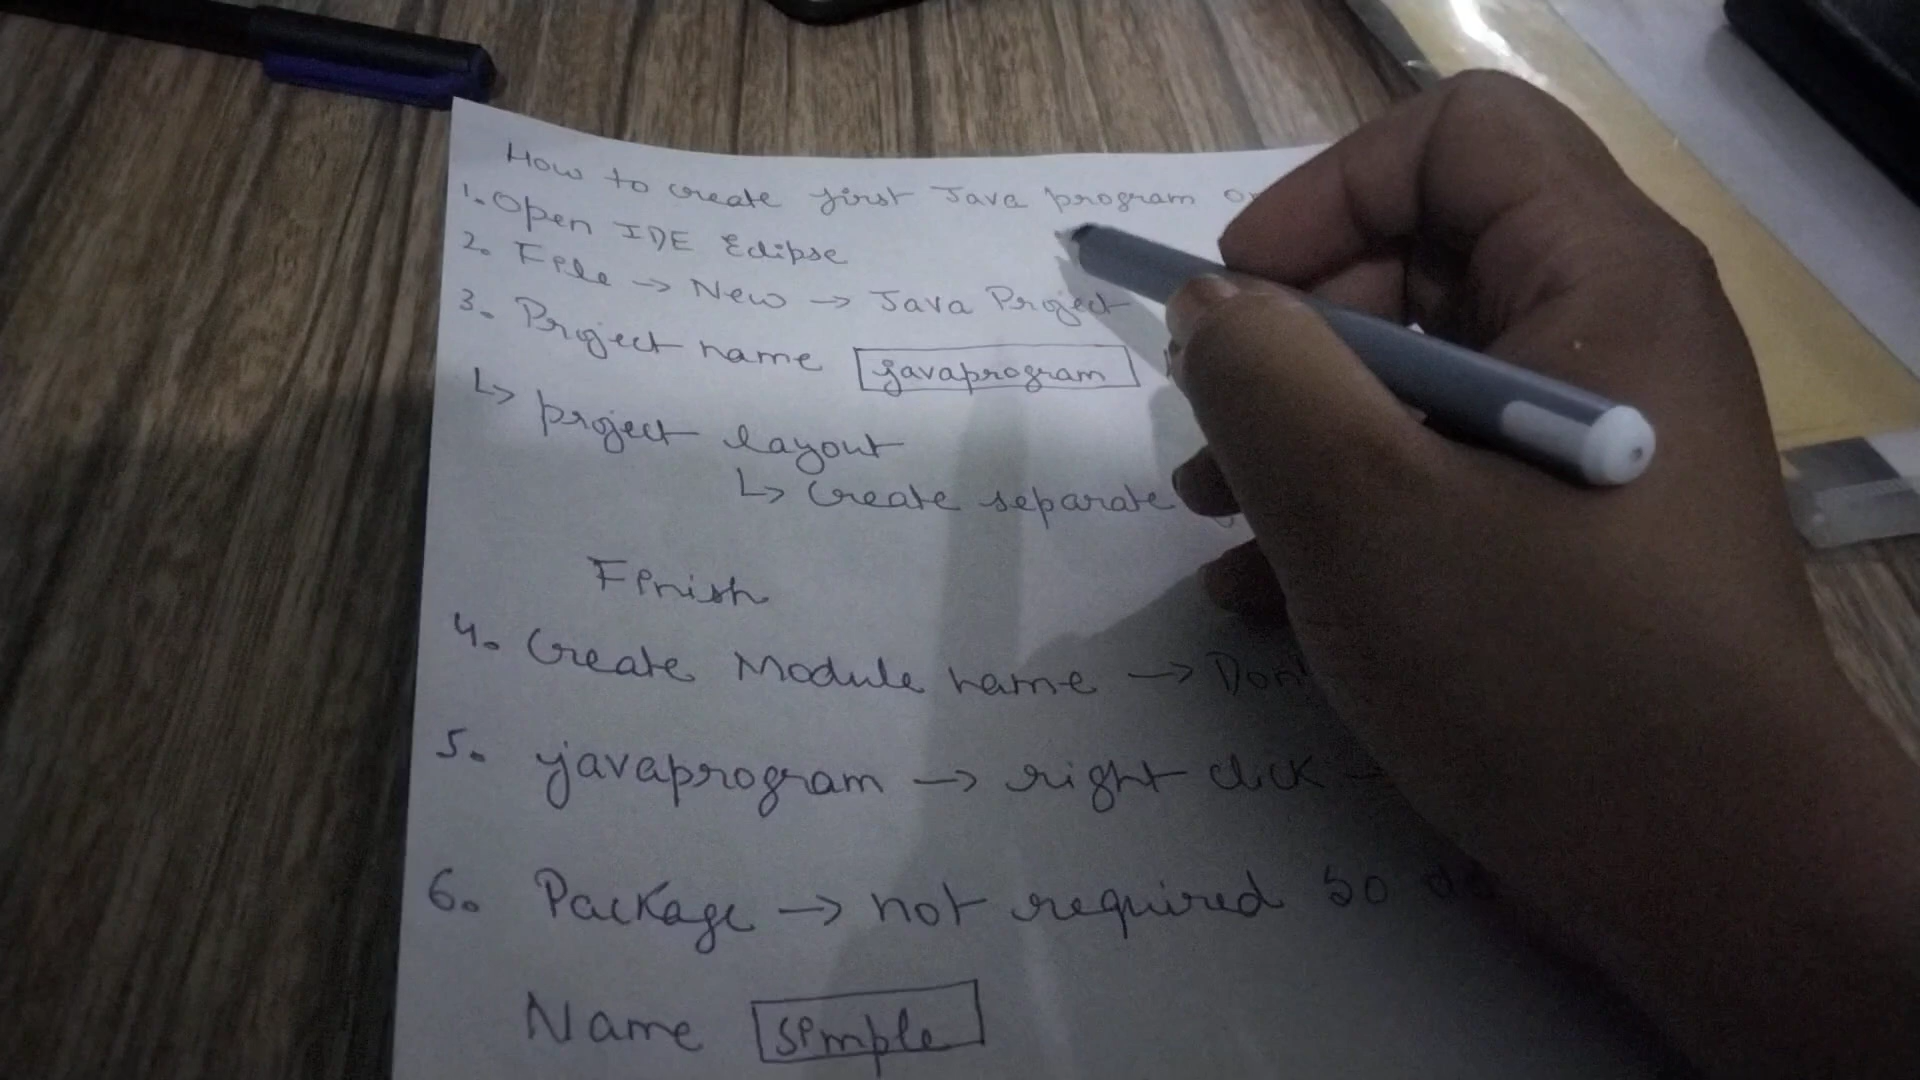 How to create first Java program on
1. Open IDE Eclipse
2. File → New → Java Project
3. Project name javaprogram
↳ project layout
↳ Create separate
Finish
4. Create Module name → Don't
5. javaprogram → right click →
6. Package → not required so
Name simple